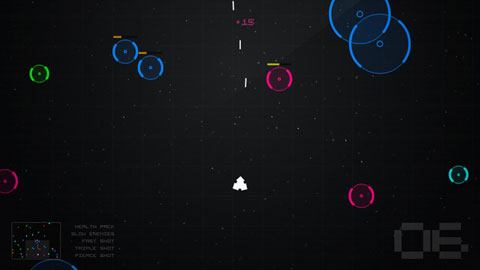 +15
HEALTH PACK
SLOW ENEMIES
FAST SHOT
TRIPLE SHOT
PIERCE SHOT
06